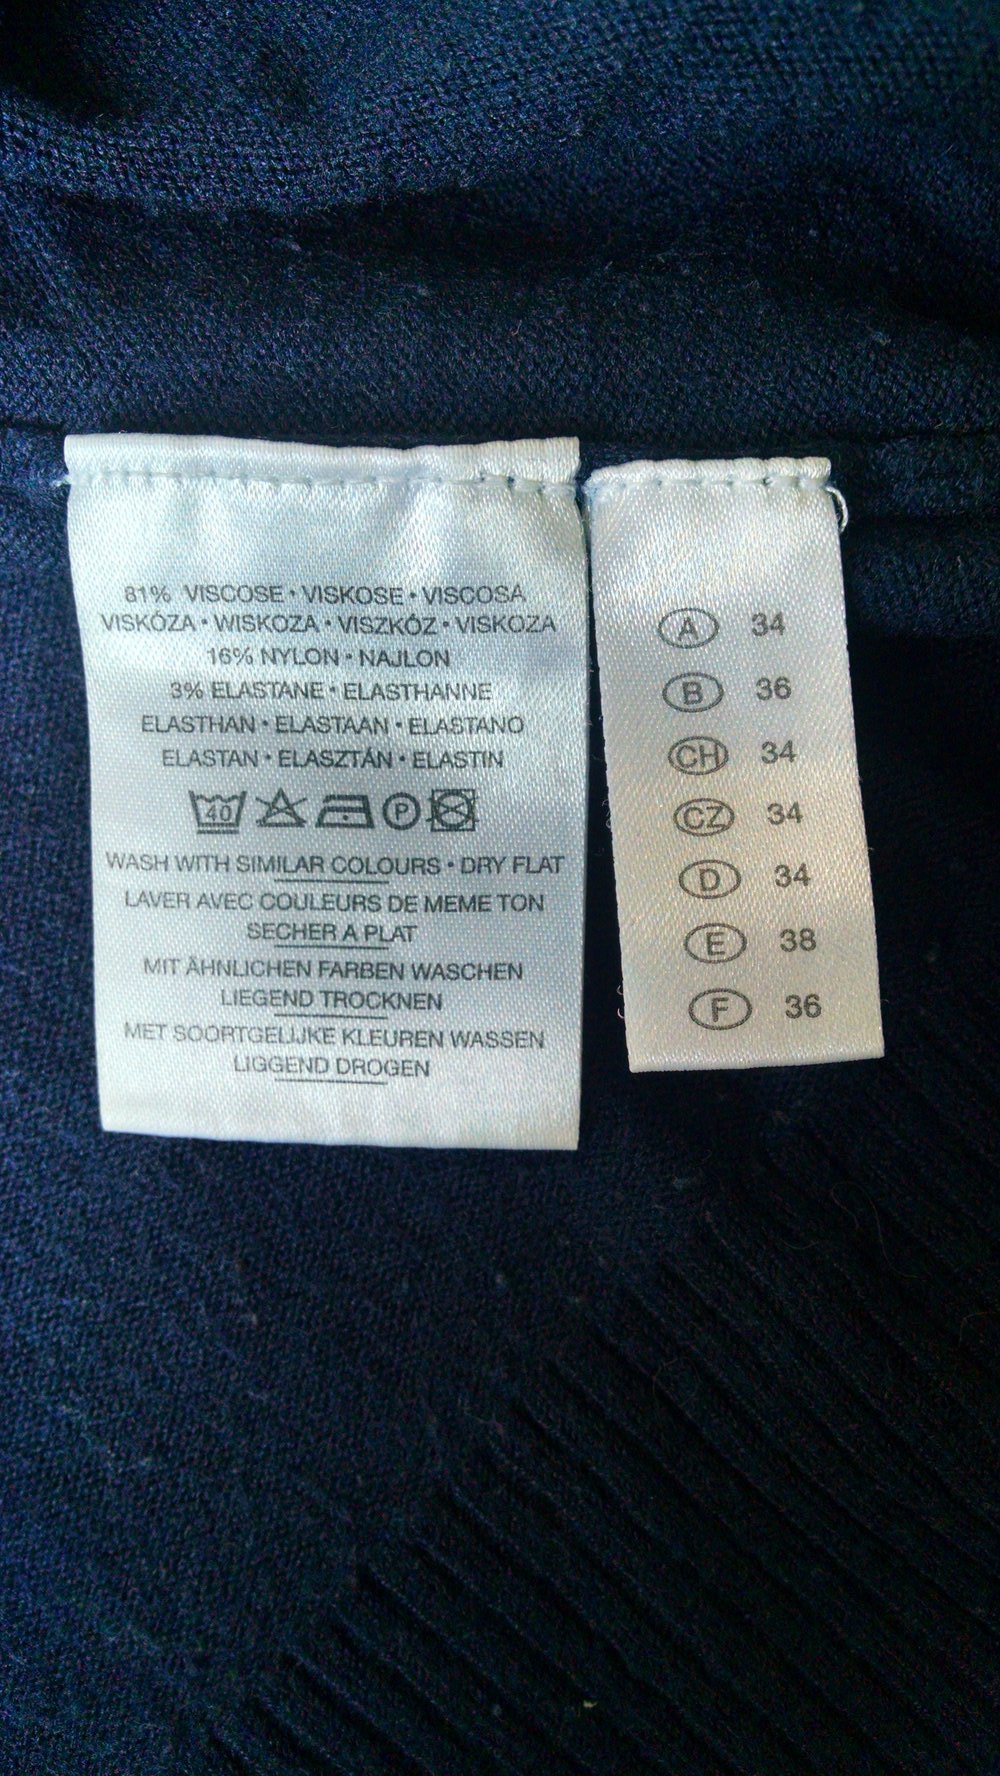 81% VISCOSE • VISKOSE • VISCOSA
VISKÓZA • WISKOZA • VISZKÓZ • VISKOZA
16% NYLON • NAJLON
3% ELASTANE • ELASTHANNE
ELASTHAN • ELASTAAN • ELASTANO
ELASTAN • ELASZTÁN • ELASTIN
40 P
WASH WITH SIMILAR COLOURS • DRY FLAT
LAVER AVEC COULEURS DE MEME TON
SECHER A PLAT
MIT ÄHNLICHEN FARBEN WASCHEN
LIEGEND TROCKNEN
MET SOORTGELIJKE KLEUREN WASSEN
LIGGEND DROGEN
A 34
B 36
CH 34
CZ 34
D 34
E 38
F 36